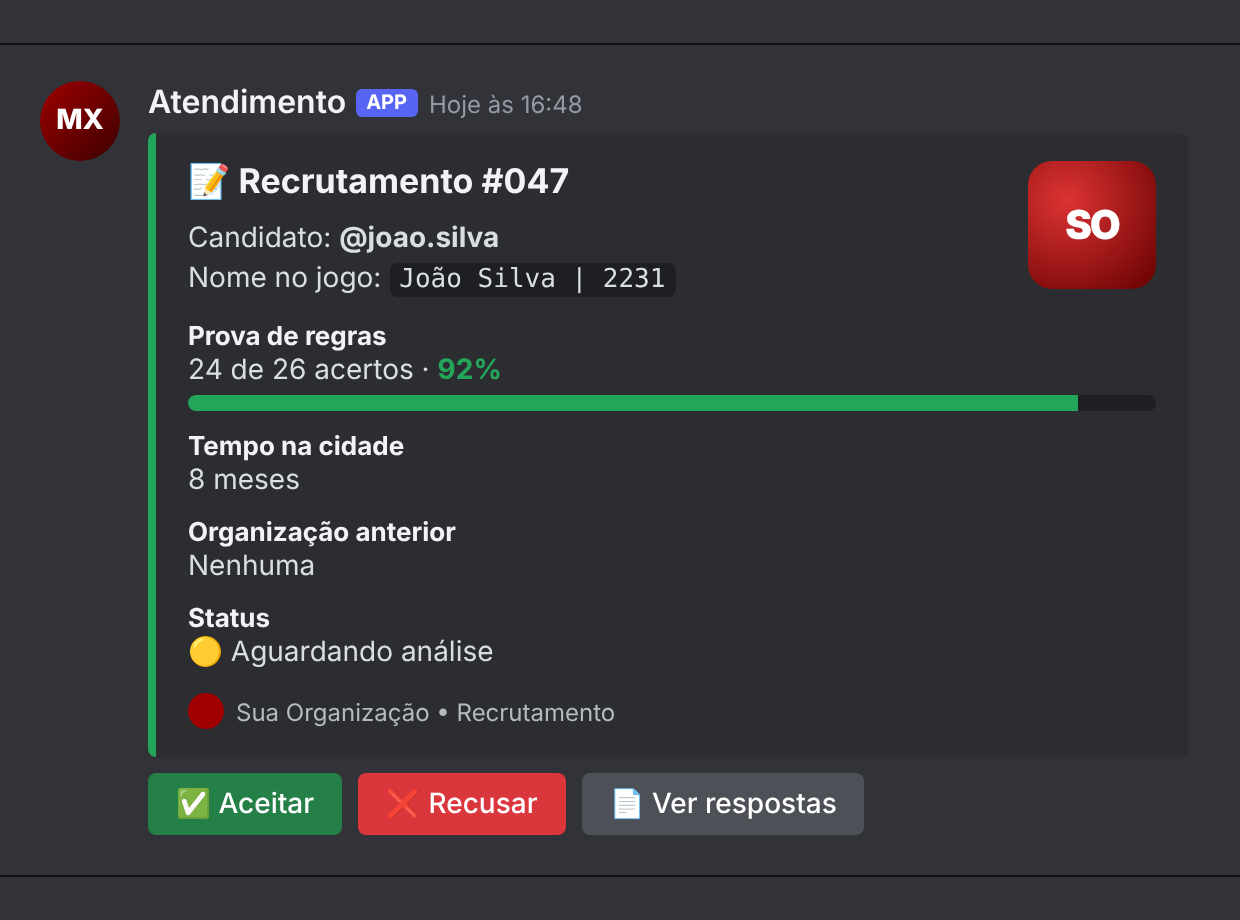 MX
Atendimento APP Hoje às 16:48
📝 Recrutamento #047
SO
Candidato: @joao.silva
Nome no jogo: João Silva | 2231
Prova de regras
24 de 26 acertos · 92%
Tempo na cidade
8 meses
Organização anterior
Nenhuma
Status
🟡 Aguardando análise
Sua Organização • Recrutamento
✅ Aceitar ❌ Recusar 📄 Ver respostas